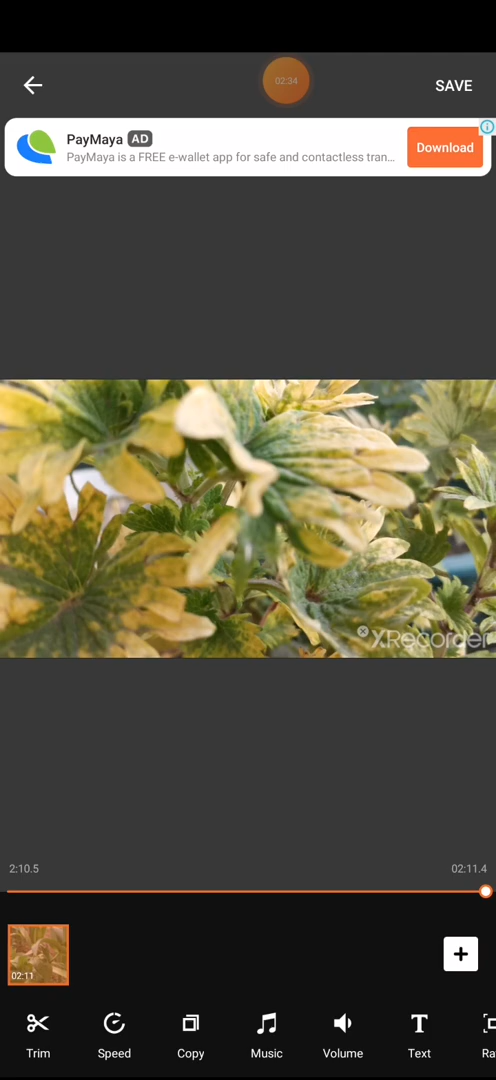 02:34
SAVE
PayMaya AD
PayMaya is a FREE e-wallet app for safe and contactless tran...
Download
XRecorder
2:10.5
02:11.4
02:11
Trim
Speed
Copy
Music
Volume
Text
Ra